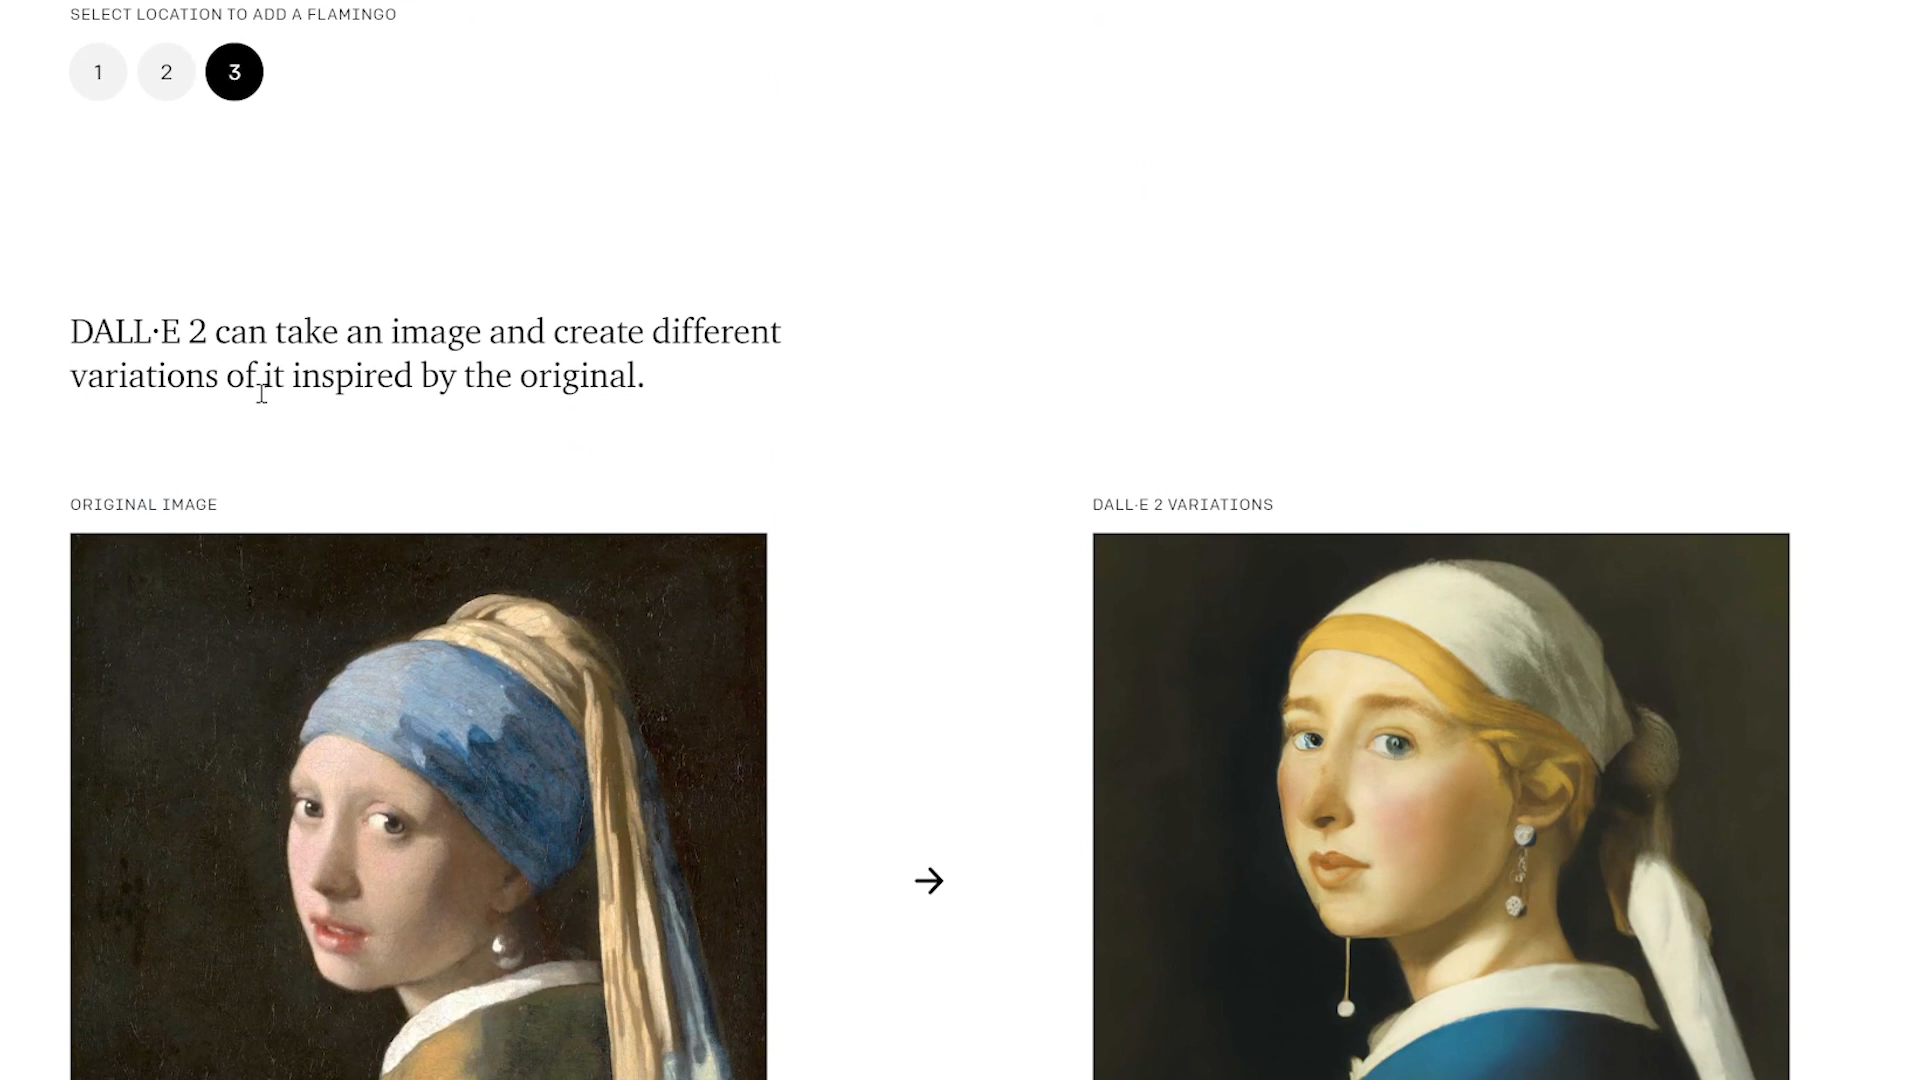 SELECT LOCATION TO ADD A FLAMINGO
1 2 3
DALL·E 2 can take an image and create different
variations of it inspired by the original.
ORIGINAL IMAGE
DALL·E 2 VARIATIONS